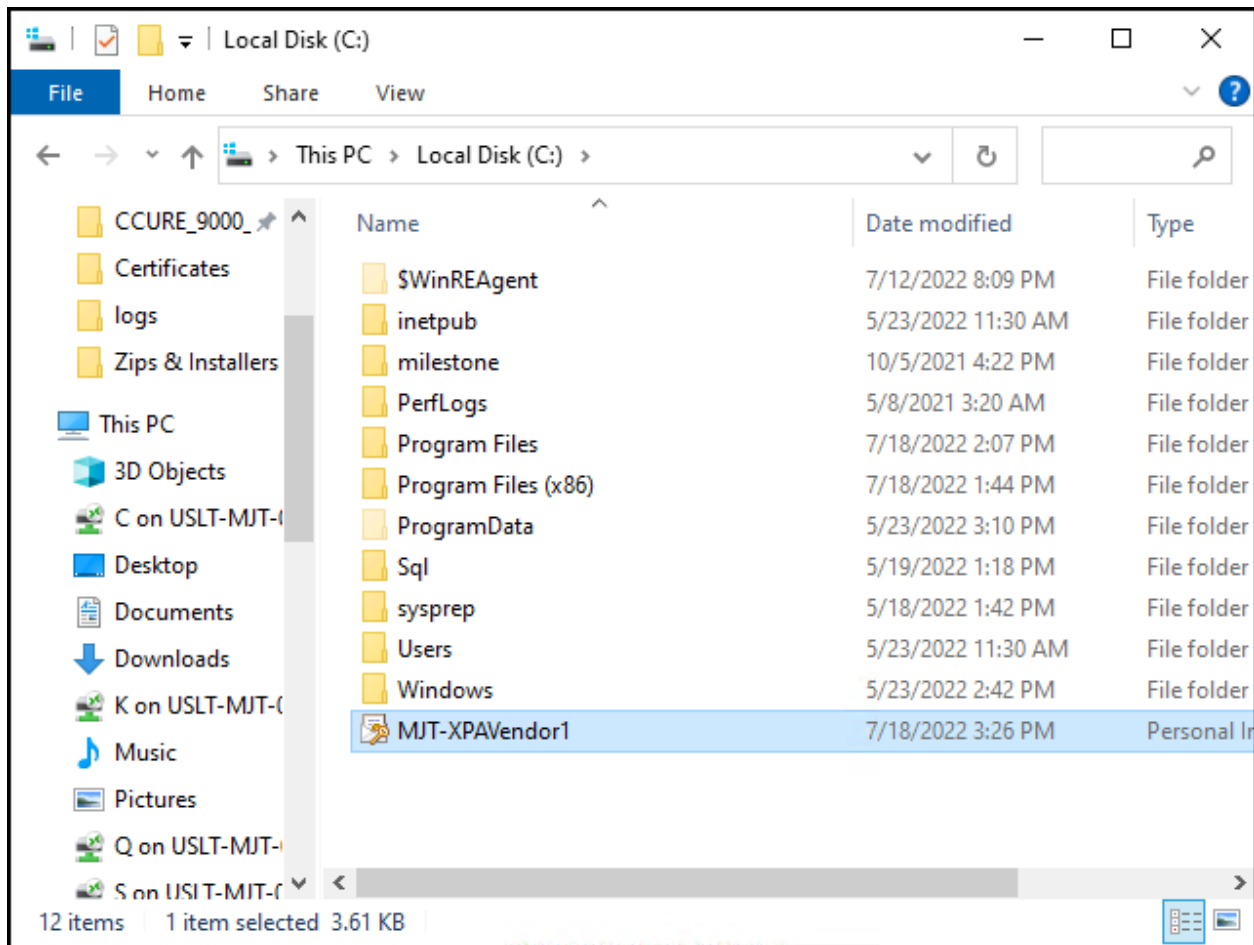 Local Disk (C:)
File Home Share View ?
This PC > Local Disk (C:) >
CCURE_9000_
Certificates
logs
Zips & Installers
This PC
3D Objects
C on USLT-MJT-(
Desktop
Documents
Downloads
K on USLT-MJT-(
Music
Pictures
Q on USLT-MJT-
S on USLT-MJT-(
Name Date modified Type
$WinREAgent 7/12/2022 8:09 PM File folder
inetpub 5/23/2022 11:30 AM File folder
milestone 10/5/2021 4:22 PM File folder
PerfLogs 5/8/2021 3:20 AM File folder
Program Files 7/18/2022 2:07 PM File folder
Program Files (x86) 7/18/2022 1:44 PM File folder
ProgramData 5/23/2022 3:10 PM File folder
Sql 5/19/2022 1:18 PM File folder
sysprep 5/18/2022 1:42 PM File folder
Users 5/23/2022 11:30 AM File folder
Windows 5/23/2022 2:42 PM File folder
MJT-XPAVendor1 7/18/2022 3:26 PM Personal Ir
12 items 1 item selected 3.61 KB